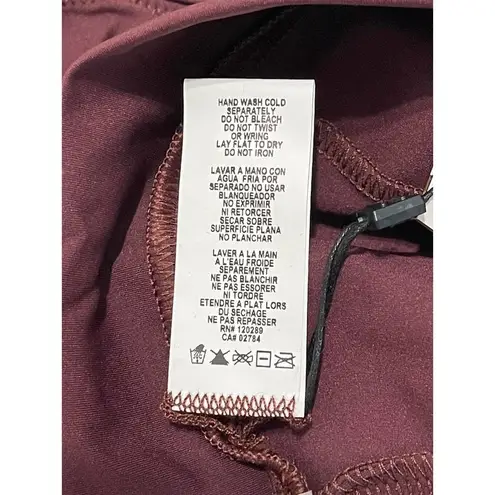 HAND WASH COLD
SEPARATELY
DO NOT BLEACH
DO NOT TWIST
OR WRING
LAY FLAT TO DRY
DO NOT IRON
LAVAR A MANO CON
AGUA FRIA POR
SEPARADO NO USAR
BLANQUEADOR
NO EXPRIMIR
NI RETORCER
SECAR SOBRE
SUPERFICIE PLANA
NO PLANCHAR
LAVER A LA MAIN
A L'EAU FROIDE
SEPAREMENT
NE PAS BLANCHIR
NE PAS ESSORER
NI TORDRE
ETENDRE A PLAT LORS
DU SECHAGE
NE PAS REPASSER
RN# 120289
CA# 02784